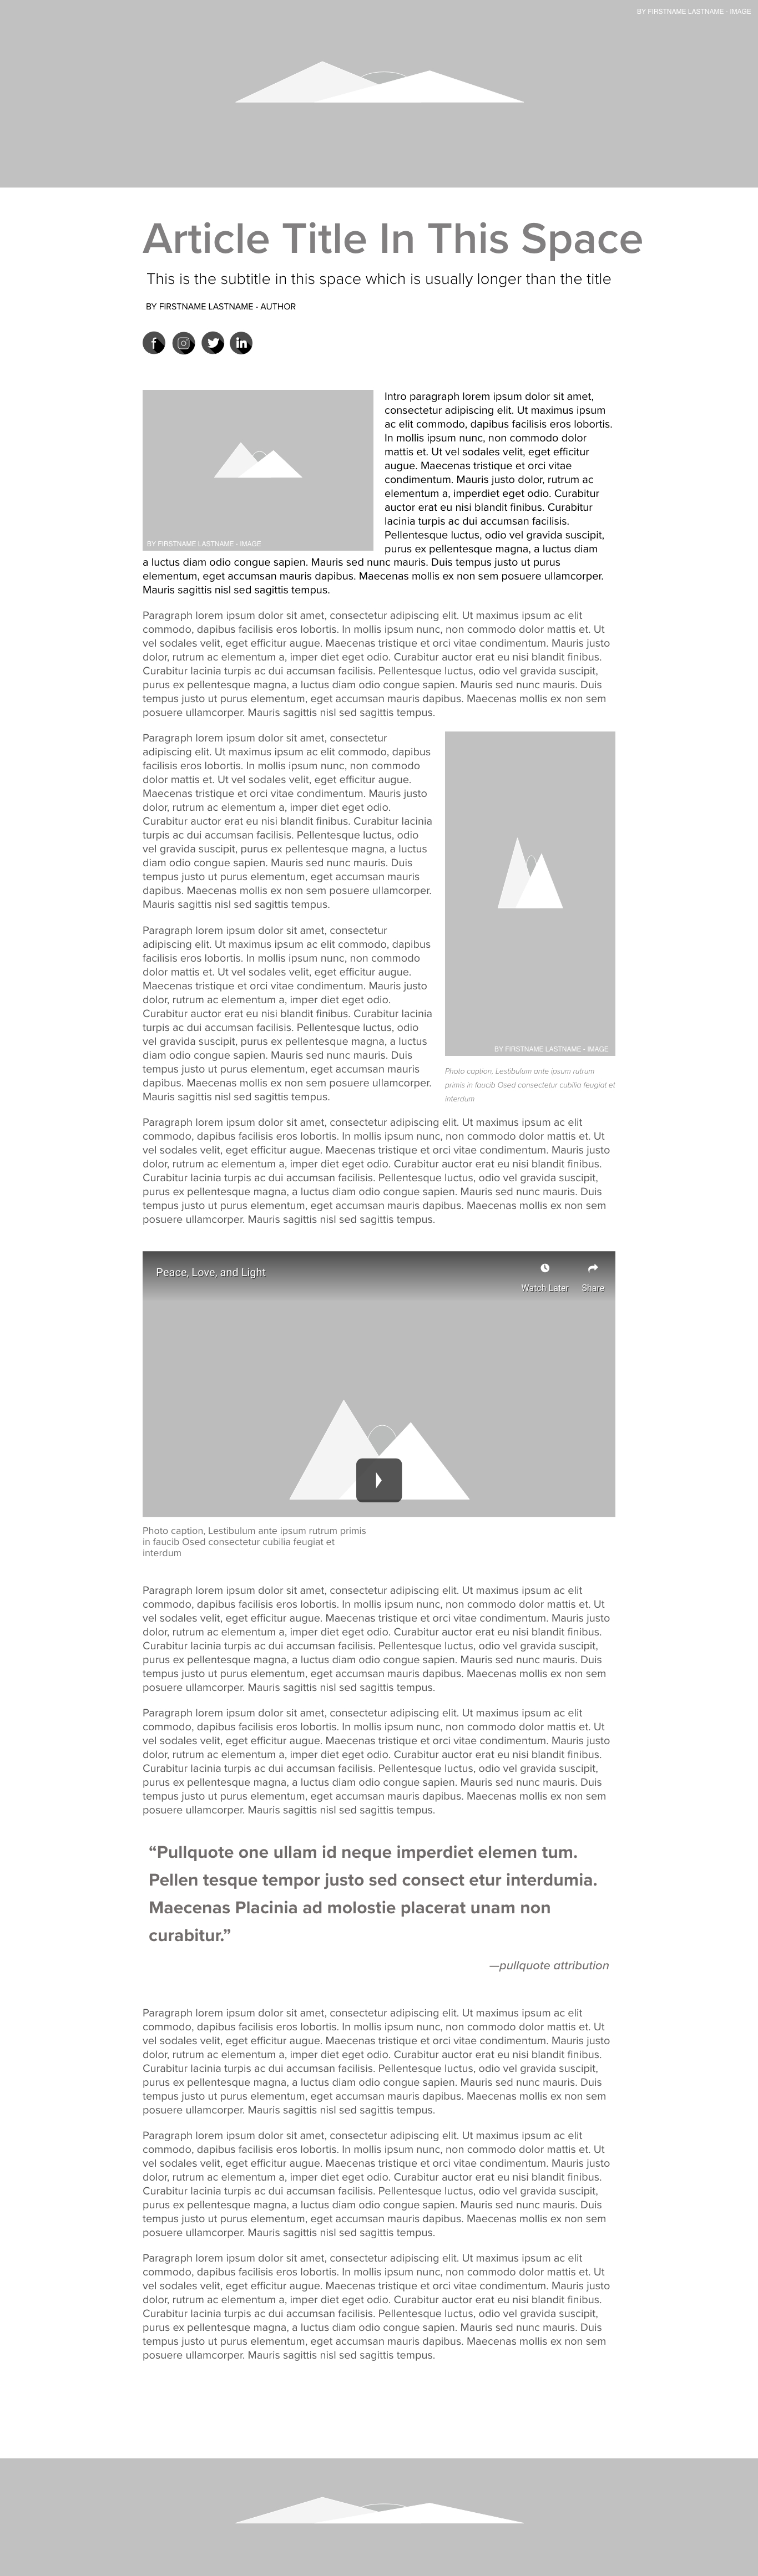 BY FIRSTNAME LASTNAME - IMAGE
Article Title In This Space
This is the subtitle in this space which is usually longer than the title
BY FIRSTNAME LASTNAME - AUTHOR
f in
BY FIRSTNAME LASTNAME - IMAGE
Intro paragraph lorem ipsum dolor sit amet,
consectetur adipiscing elit. Ut maximus ipsum
ac elit commodo, dapibus facilisis eros lobortis.
In mollis ipsum nunc, non commodo dolor
mattis et. Ut vel sodales velit, eget efficitur
augue. Maecenas tristique et orci vitae
condimentum. Mauris justo dolor, rutrum ac
elementum a, imperdiet eget odio. Curabitur
auctor erat eu nisi blandit finibus. Curabitur
lacinia turpis ac dui accumsan facilisis.
Pellentesque luctus, odio vel gravida suscipit,
purus ex pellentesque magna, a luctus diam
a luctus diam odio congue sapien. Mauris sed nunc mauris. Duis tempus justo ut purus
elementum, eget accumsan mauris dapibus. Maecenas mollis ex non sem posuere ullamcorper.
Mauris sagittis nisl sed sagittis tempus.
Paragraph lorem ipsum dolor sit amet, consectetur adipiscing elit. Ut maximus ipsum ac elit
commodo, dapibus facilisis eros lobortis. In mollis ipsum nunc, non commodo dolor mattis et. Ut
vel sodales velit, eget efficitur augue. Maecenas tristique et orci vitae condimentum. Mauris justo
dolor, rutrum ac elementum a, imper diet eget odio. Curabitur auctor erat eu nisi blandit finibus.
Curabitur lacinia turpis ac dui accumsan facilisis. Pellentesque luctus, odio vel gravida suscipit,
purus ex pellentesque magna, a luctus diam odio congue sapien. Mauris sed nunc mauris. Duis
tempus justo ut purus elementum, eget accumsan mauris dapibus. Maecenas mollis ex non sem
posuere ullamcorper. Mauris sagittis nisl sed sagittis tempus.
Paragraph lorem ipsum dolor sit amet, consectetur
adipiscing elit. Ut maximus ipsum ac elit commodo, dapibus
facilisis eros lobortis. In mollis ipsum nunc, non commodo
dolor mattis et. Ut vel sodales velit, eget efficitur augue.
Maecenas tristique et orci vitae condimentum. Mauris justo
dolor, rutrum ac elementum a, imper diet eget odio.
Curabitur auctor erat eu nisi blandit finibus. Curabitur lacinia
turpis ac dui accumsan facilisis. Pellentesque luctus, odio
vel gravida suscipit, purus ex pellentesque magna, a luctus
diam odio congue sapien. Mauris sed nunc mauris. Duis
tempus justo ut purus elementum, eget accumsan mauris
dapibus. Maecenas mollis ex non sem posuere ullamcorper.
Mauris sagittis nisl sed sagittis tempus.
Paragraph lorem ipsum dolor sit amet, consectetur
adipiscing elit. Ut maximus ipsum ac elit commodo, dapibus
facilisis eros lobortis. In mollis ipsum nunc, non commodo
dolor mattis et. Ut vel sodales velit, eget efficitur augue.
Maecenas tristique et orci vitae condimentum. Mauris justo
dolor, rutrum ac elementum a, imper diet eget odio.
Curabitur auctor erat eu nisi blandit finibus. Curabitur lacinia
turpis ac dui accumsan facilisis. Pellentesque luctus, odio
vel gravida suscipit, purus ex pellentesque magna, a luctus
diam odio congue sapien. Mauris sed nunc mauris. Duis
tempus justo ut purus elementum, eget accumsan mauris
dapibus. Maecenas mollis ex non sem posuere ullamcorper.
Mauris sagittis nisl sed sagittis tempus.
BY FIRSTNAME LASTNAME - IMAGE
Photo caption, Lestibulum ante ipsum rutrum
primis in faucib Osed consectetur cubilia feugiat et
interdum
Paragraph lorem ipsum dolor sit amet, consectetur adipiscing elit. Ut maximus ipsum ac elit
commodo, dapibus facilisis eros lobortis. In mollis ipsum nunc, non commodo dolor mattis et. Ut
vel sodales velit, eget efficitur augue. Maecenas tristique et orci vitae condimentum. Mauris justo
dolor, rutrum ac elementum a, imper diet eget odio. Curabitur auctor erat eu nisi blandit finibus.
Curabitur lacinia turpis ac dui accumsan facilisis. Pellentesque luctus, odio vel gravida suscipit,
purus ex pellentesque magna, a luctus diam odio congue sapien. Mauris sed nunc mauris. Duis
tempus justo ut purus elementum, eget accumsan mauris dapibus. Maecenas mollis ex non sem
posuere ullamcorper. Mauris sagittis nisl sed sagittis tempus.
Peace, Love, and Light
Watch Later Share
Photo caption, Lestibulum ante ipsum rutrum primis
in faucib Osed consectetur cubilia feugiat et
interdum
Paragraph lorem ipsum dolor sit amet, consectetur adipiscing elit. Ut maximus ipsum ac elit
commodo, dapibus facilisis eros lobortis. In mollis ipsum nunc, non commodo dolor mattis et. Ut
vel sodales velit, eget efficitur augue. Maecenas tristique et orci vitae condimentum. Mauris justo
dolor, rutrum ac elementum a, imper diet eget odio. Curabitur auctor erat eu nisi blandit finibus.
Curabitur lacinia turpis ac dui accumsan facilisis. Pellentesque luctus, odio vel gravida suscipit,
purus ex pellentesque magna, a luctus diam odio congue sapien. Mauris sed nunc mauris. Duis
tempus justo ut purus elementum, eget accumsan mauris dapibus. Maecenas mollis ex non sem
posuere ullamcorper. Mauris sagittis nisl sed sagittis tempus.
Paragraph lorem ipsum dolor sit amet, consectetur adipiscing elit. Ut maximus ipsum ac elit
commodo, dapibus facilisis eros lobortis. In mollis ipsum nunc, non commodo dolor mattis et. Ut
vel sodales velit, eget efficitur augue. Maecenas tristique et orci vitae condimentum. Mauris justo
dolor, rutrum ac elementum a, imper diet eget odio. Curabitur auctor erat eu nisi blandit finibus.
Curabitur lacinia turpis ac dui accumsan facilisis. Pellentesque luctus, odio vel gravida suscipit,
purus ex pellentesque magna, a luctus diam odio congue sapien. Mauris sed nunc mauris. Duis
tempus justo ut purus elementum, eget accumsan mauris dapibus. Maecenas mollis ex non sem
posuere ullamcorper. Mauris sagittis nisl sed sagittis tempus.
“Pullquote one ullam id neque imperdiet elemen tum.
Pellen tesque tempor justo sed consect etur interdumia.
Maecenas Placinia ad molostie placerat unam non
curabitur.”
—pullquote attribution
Paragraph lorem ipsum dolor sit amet, consectetur adipiscing elit. Ut maximus ipsum ac elit
commodo, dapibus facilisis eros lobortis. In mollis ipsum nunc, non commodo dolor mattis et. Ut
vel sodales velit, eget efficitur augue. Maecenas tristique et orci vitae condimentum. Mauris justo
dolor, rutrum ac elementum a, imper diet eget odio. Curabitur auctor erat eu nisi blandit finibus.
Curabitur lacinia turpis ac dui accumsan facilisis. Pellentesque luctus, odio vel gravida suscipit,
purus ex pellentesque magna, a luctus diam odio congue sapien. Mauris sed nunc mauris. Duis
tempus justo ut purus elementum, eget accumsan mauris dapibus. Maecenas mollis ex non sem
posuere ullamcorper. Mauris sagittis nisl sed sagittis tempus.
Paragraph lorem ipsum dolor sit amet, consectetur adipiscing elit. Ut maximus ipsum ac elit
commodo, dapibus facilisis eros lobortis. In mollis ipsum nunc, non commodo dolor mattis et. Ut
vel sodales velit, eget efficitur augue. Maecenas tristique et orci vitae condimentum. Mauris justo
dolor, rutrum ac elementum a, imper diet eget odio. Curabitur auctor erat eu nisi blandit finibus.
Curabitur lacinia turpis ac dui accumsan facilisis. Pellentesque luctus, odio vel gravida suscipit,
purus ex pellentesque magna, a luctus diam odio congue sapien. Mauris sed nunc mauris. Duis
tempus justo ut purus elementum, eget accumsan mauris dapibus. Maecenas mollis ex non sem
posuere ullamcorper. Mauris sagittis nisl sed sagittis tempus.
Paragraph lorem ipsum dolor sit amet, consectetur adipiscing elit. Ut maximus ipsum ac elit
commodo, dapibus facilisis eros lobortis. In mollis ipsum nunc, non commodo dolor mattis et. Ut
vel sodales velit, eget efficitur augue. Maecenas tristique et orci vitae condimentum. Mauris justo
dolor, rutrum ac elementum a, imper diet eget odio. Curabitur auctor erat eu nisi blandit finibus.
Curabitur lacinia turpis ac dui accumsan facilisis. Pellentesque luctus, odio vel gravida suscipit,
purus ex pellentesque magna, a luctus diam odio congue sapien. Mauris sed nunc mauris. Duis
tempus justo ut purus elementum, eget accumsan mauris dapibus. Maecenas mollis ex non sem
posuere ullamcorper. Mauris sagittis nisl sed sagittis tempus.